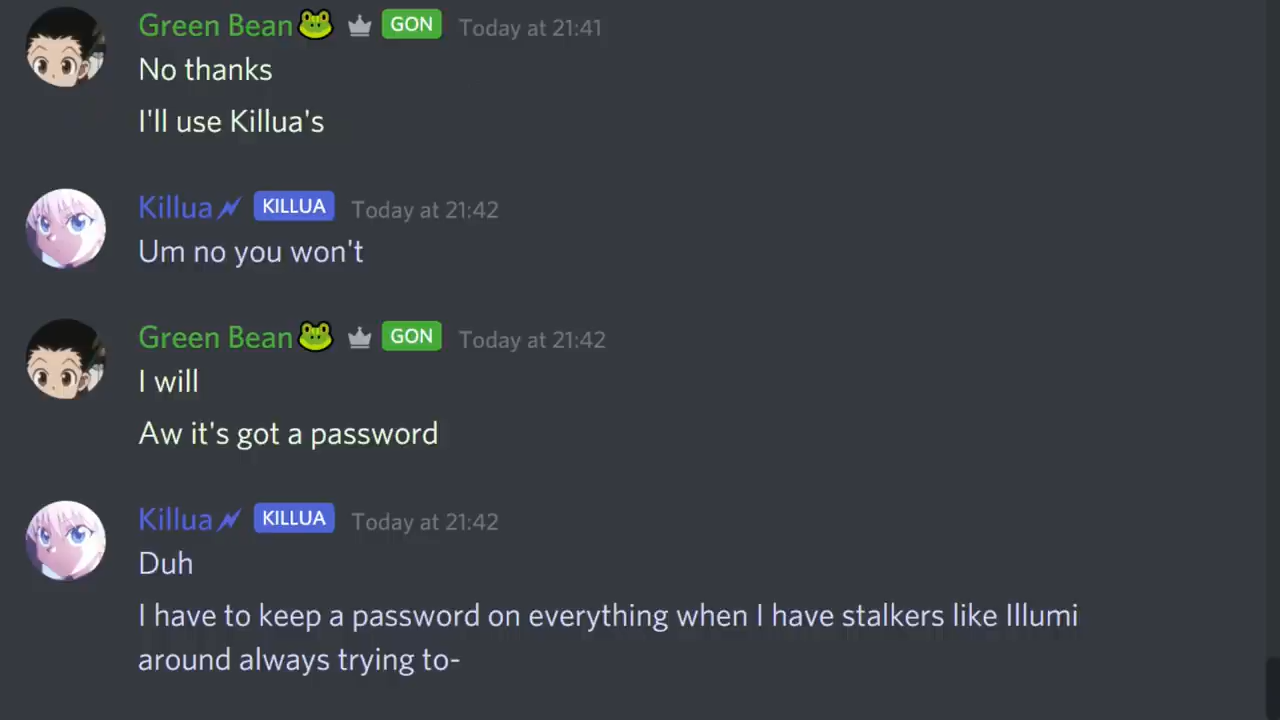 Green Bean🐸 GON Today at 21:41
No thanks
I'll use Killua's
Killua KILLUA Today at 21:42
Um no you won't
Green Bean🐸 GON Today at 21:42
I will
Aw it's got a password
Killua KILLUA Today at 21:42
Duh
I have to keep a password on everything when I have stalkers like Illumi
around always trying to-